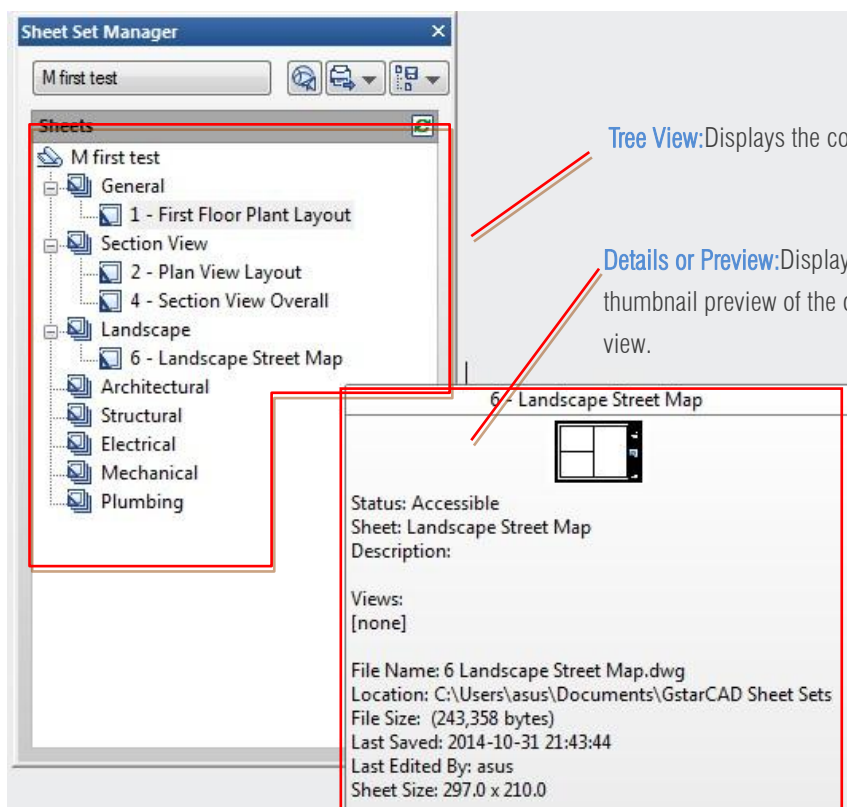 Sheet Set Manager
M first test
Sheets
M first test
General
1 - First Floor Plant Layout
Section View
2 - Plan View Layout
4 - Section View Overall
Landscape
6 - Landscape Street Map
Architectural
Structural
Electrical
Mechanical
Plumbing
Tree View:Displays the co
Details or Preview:Display
thumbnail preview of the
view.
6 - Landscape Street Map
Status: Accessible
Sheet: Landscape Street Map
Description:
Views:
[none]
File Name: 6 Landscape Street Map.dwg
Location: C:\Users\asus\Documents\GstarCAD Sheet Sets
File Size: (243,358 bytes)
Last Saved: 2014-10-31 21:43:44
Last Edited By: asus
Sheet Size: 297.0 x 210.0